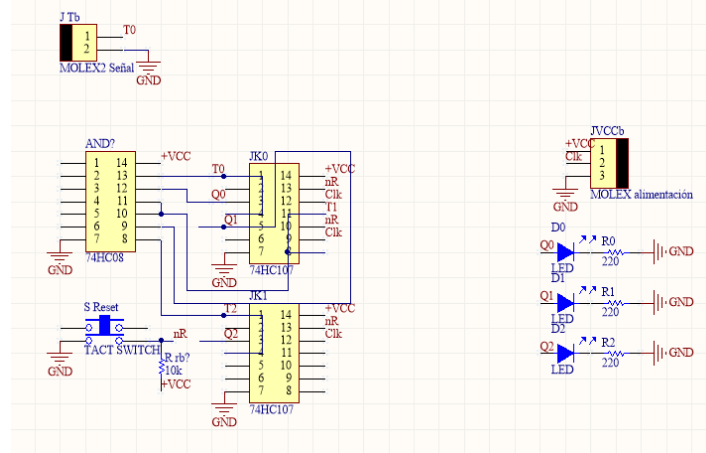 J Tb
1 T0
2
MOLEX2 Señal
GND
AND?
1 14 +VCC
2 13
3 12
4 11
5 10
6 9
7 8
GND
74HC08
JK0
T0 1 14 +VCC
2 13 nR
Q0 3 12 Clk
4 11 T1
Q1 5 10 nR
6 9 Clk
7 8
GND
74HC107
JK1
T2 1 14 +VCC
2 13 nR
Q2 3 12 Clk
4 11
5 10
6 9
7 8
GND
74HC107
S Reset
nR
TACT SWITCH
GND
R rb?
10k
+VCC
JVCCb
+VCC 1
Clk 2
3
GND
MOLEX alimentación
D0
Q0 R0 GND
LED 220
D1
Q1 R1 GND
LED 220
D2
Q2 R2 GND
LED 220